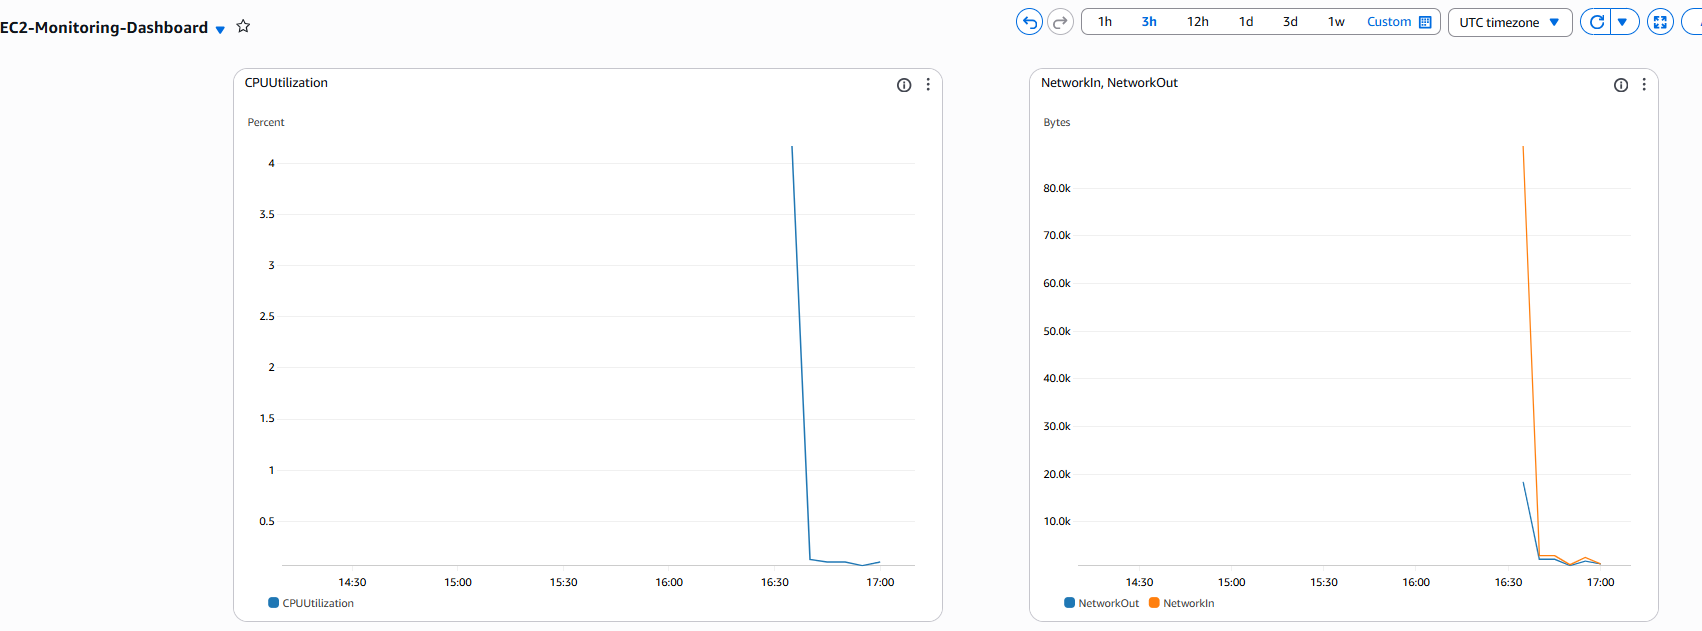 EC2-Monitoring-Dashboard
1h 3h 12h 1d 3d 1w Custom UTC timezone
CPUUtilization
Percent
4
3.5
3
2.5
2
1.5
1
0.5
14:30 15:00 15:30 16:00 16:30 17:00
CPUUtilization
NetworkIn, NetworkOut
Bytes
80.0k
70.0k
60.0k
50.0k
40.0k
30.0k
20.0k
10.0k
14:30 15:00 15:30 16:00 16:30 17:00
NetworkOut NetworkIn